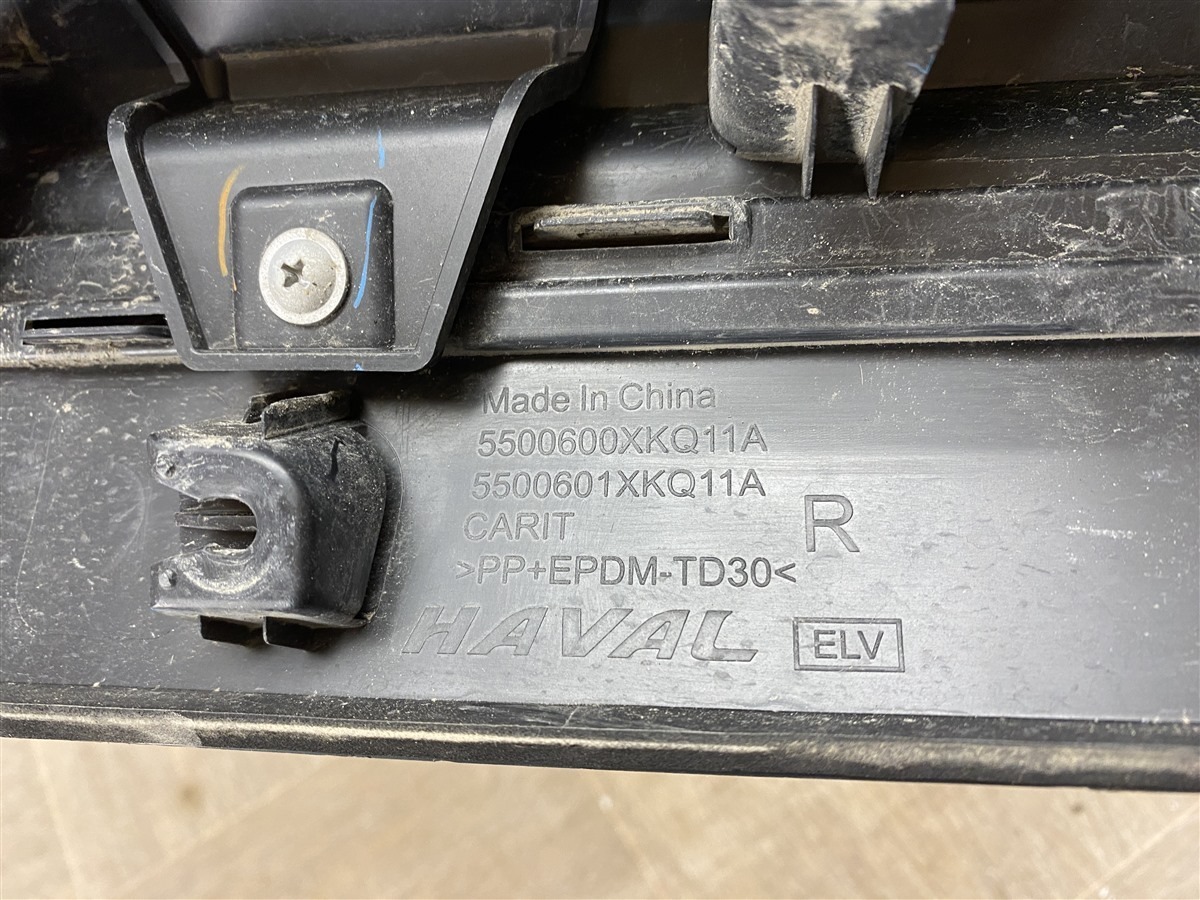 Made In China
5500600XKQ11A
5500601XKQ11A
CARIT
R
>PP+EPDM-TD30<
HAVAL
ELV